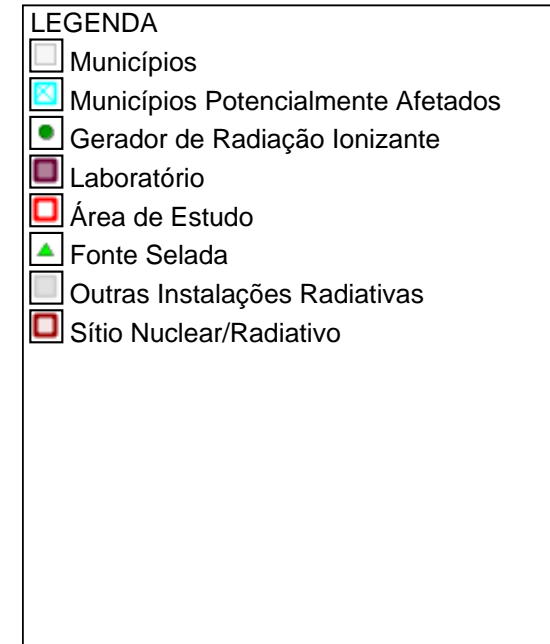 LEGENDA
Municípios
Municípios Potencialmente Afetados
Gerador de Radiação Ionizante
Laboratório
Área de Estudo
Fonte Selada
Outras Instalações Radiativas
Sítio Nuclear/Radiativo